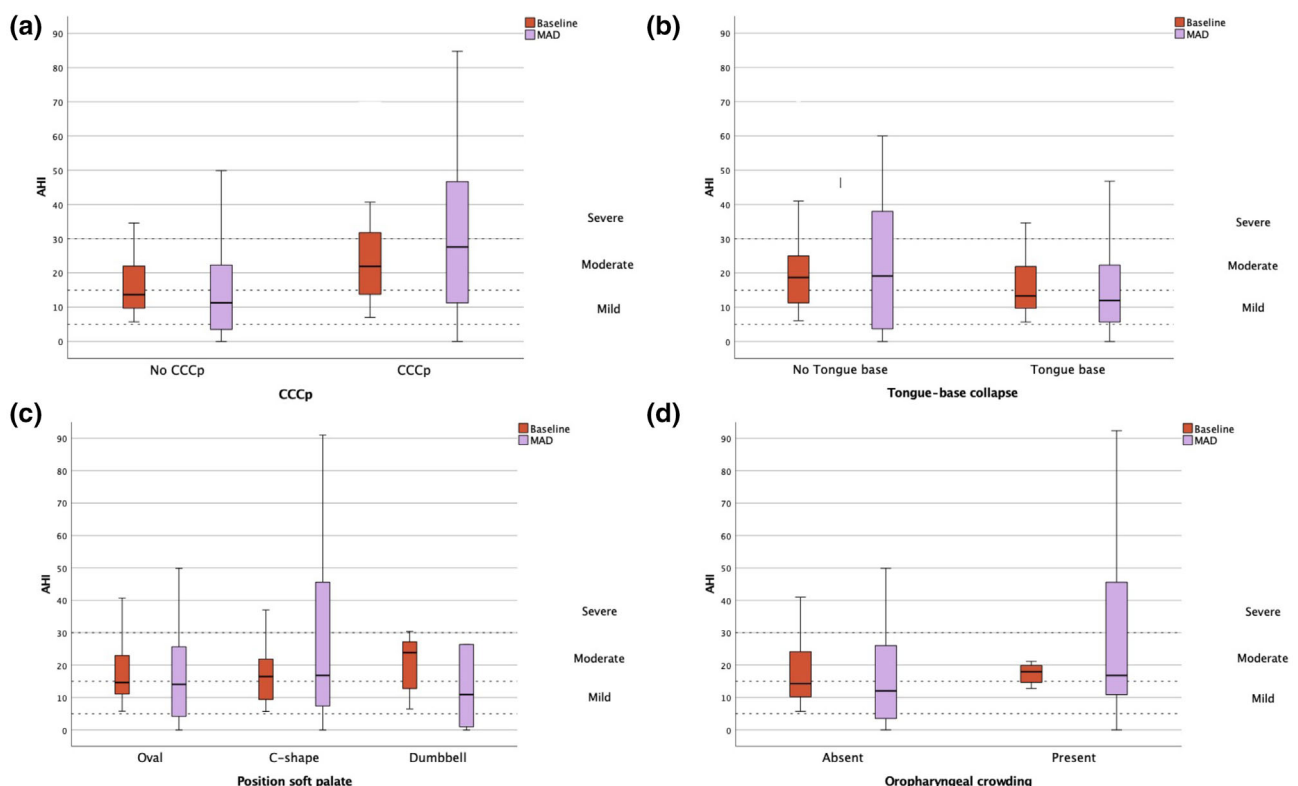 (a)
Baseline
MAD
90
80
70
60
50
40
30
20
10
0
AHI
Severe
Moderate
Mild
No CCCp
CCCp
CCCp
(b)
Baseline
MAD
90
80
70
60
50
40
30
20
10
0
AHI
Severe
Moderate
Mild
No Tongue base
Tongue base
Tongue-base collapse
(c)
Baseline
MAD
90
80
70
60
50
40
30
20
10
0
AHI
Severe
Moderate
Mild
Oval
C-shape
Dumbbell
Position soft palate
(d)
Baseline
MAD
90
80
70
60
50
40
30
20
10
0
AHI
Severe
Moderate
Mild
Absent
Present
Oropharyngeal crowding